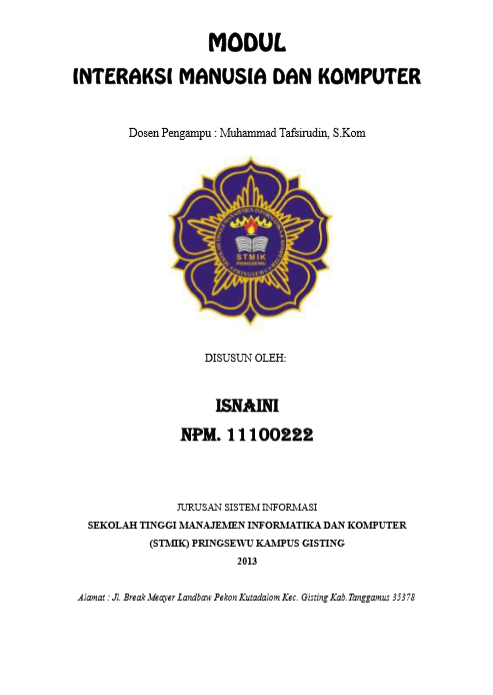 MODUL
INTERAKSI MANUSIA DAN KOMPUTER
Dosen Pengampu : Muhammad Tafsirudin, S.Kom
STMIK
PRINGSEWU
DISUSUN OLEH:
ISNAINI
NPM. 11100222
JURUSAN SISTEM INFORMASI
SEKOLAH TINGGI MANAJEMEN INFORMATIKA DAN KOMPUTER
(STMIK) PRINGSEWU KAMPUS GISTING
2013
Alamat : Jl. Break Meayer Landbaw Pekon Kutadalom Kec. Gisting Kab.Tanggamus 35378